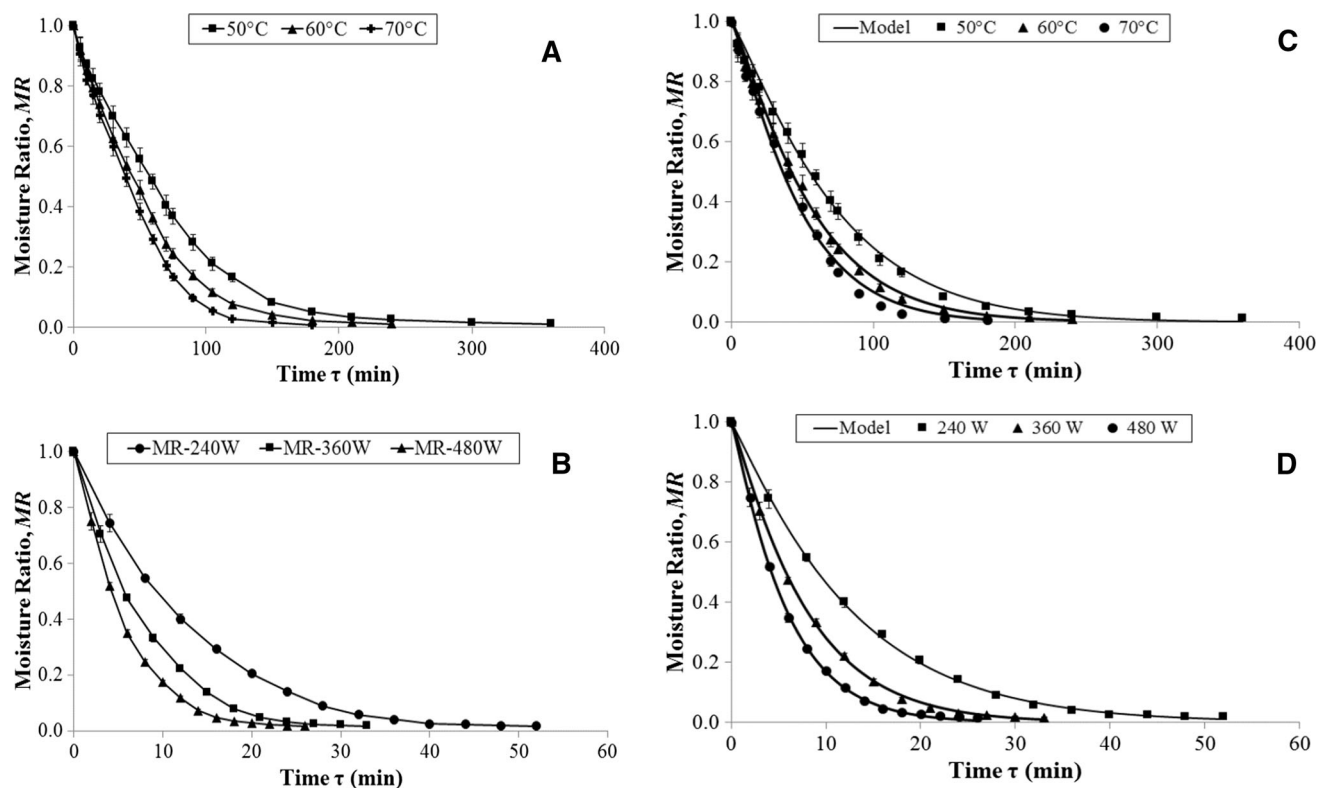 50°C 60°C 70°C
A
Moisture Ratio, MR
1.0
0.8
0.6
0.4
0.2
0.0
0 100 200 300 400
Time τ (min)
Model 50°C 60°C 70°C
C
Moisture Ratio, MR
1.0
0.8
0.6
0.4
0.2
0.0
0 100 200 300 400
Time τ (min)
MR-240W MR-360W MR-480W
B
Moisture Ratio, MR
1.0
0.8
0.6
0.4
0.2
0.0
0 10 20 30 40 50 60
Time τ (min)
Model 240 W 360 W 480 W
D
Moisture Ratio, MR
1.0
0.8
0.6
0.4
0.2
0.0
0 10 20 30 40 50 60
Time τ (min)